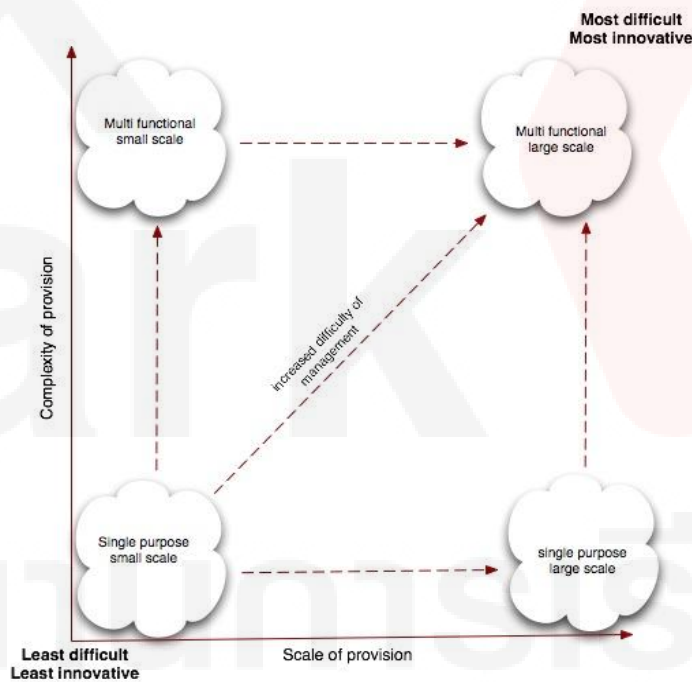 Most difficult
Most innovative
Multi functional
small scale
Multi functional
large scale
Complexity of provision
increased difficulty of
management
Single purpose
small scale
single purpose
large scale
Least difficult
Least innovative
Scale of provision